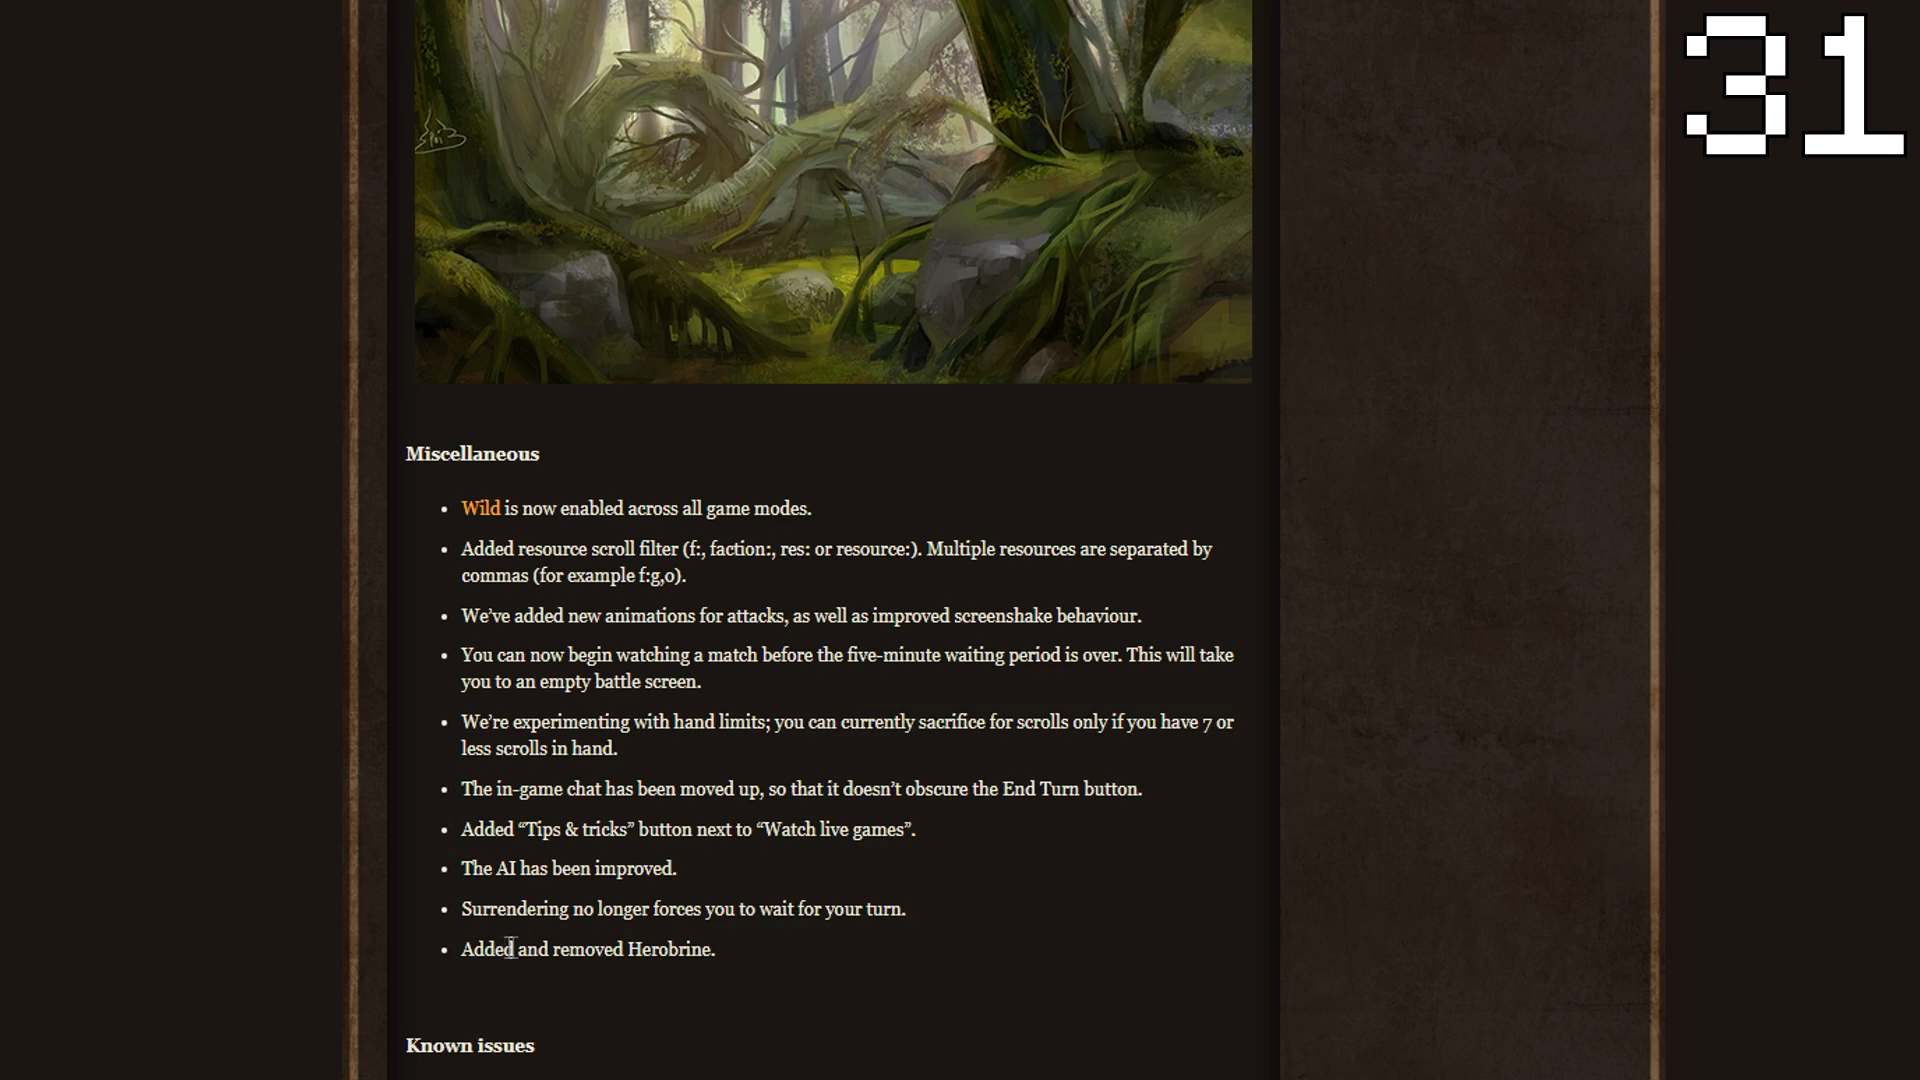 31
Miscellaneous
• Wild is now enabled across all game modes.
• Added resource scroll filter (f:, faction:, res: or resource:). Multiple resources are separated by
commas (for example f:g,o).
• We’ve added new animations for attacks, as well as improved screenshake behaviour.
• You can now begin watching a match before the five-minute waiting period is over. This will take
you to an empty battle screen.
• We’re experimenting with hand limits; you can currently sacrifice for scrolls only if you have 7 or
less scrolls in hand.
• The in-game chat has been moved up, so that it doesn’t obscure the End Turn button.
• Added “Tips & tricks” button next to “Watch live games”.
• The AI has been improved.
• Surrendering no longer forces you to wait for your turn.
• Added and removed Herobrine.
Known issues